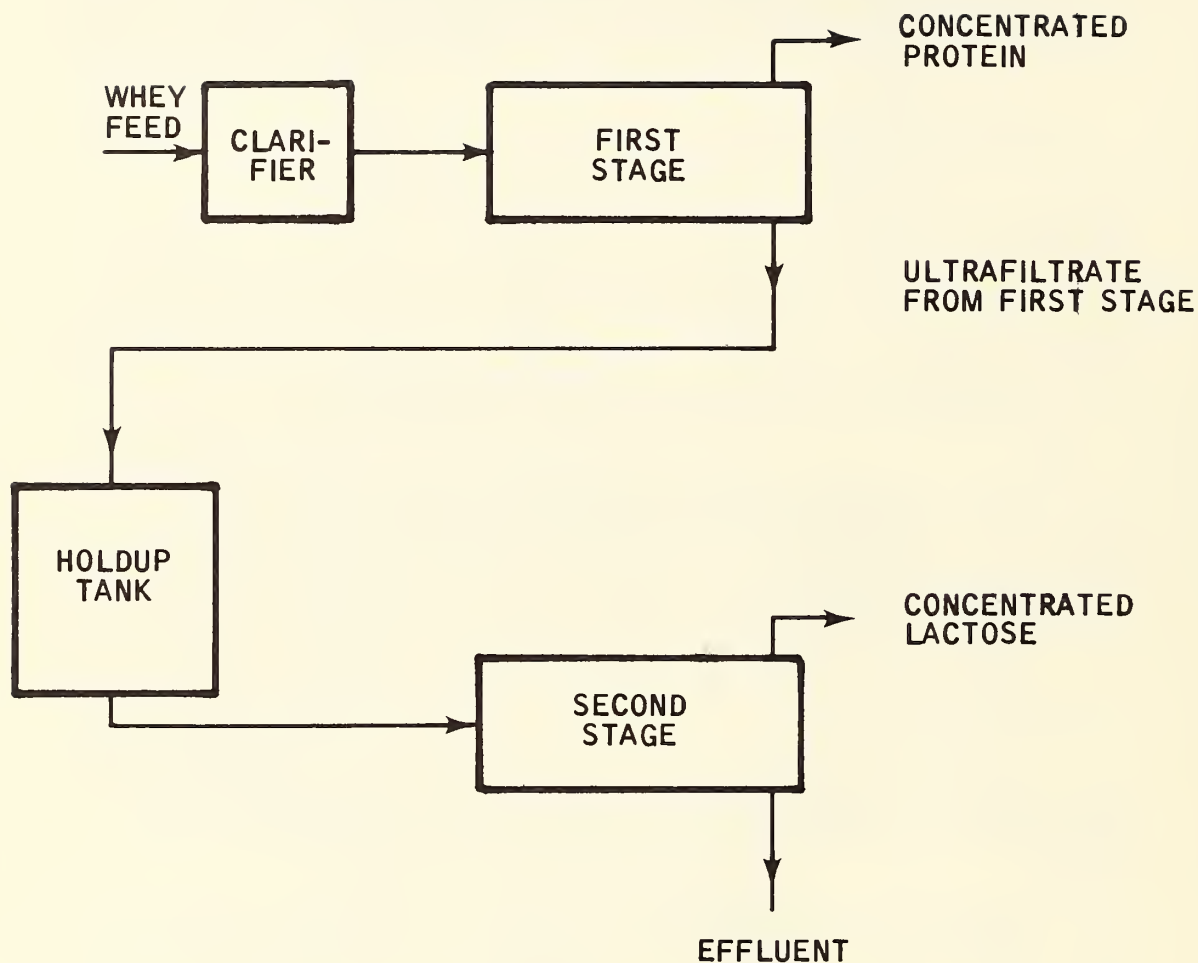 CONCENTRATED
PROTEIN
WHEY
FEED
CLARI-
FIER
FIRST
STAGE
ULTRAFILTRATE
FROM FIRST STAGE
HOLDUP
TANK
CONCENTRATED
LACTOSE
SECOND
STAGE
EFFLUENT